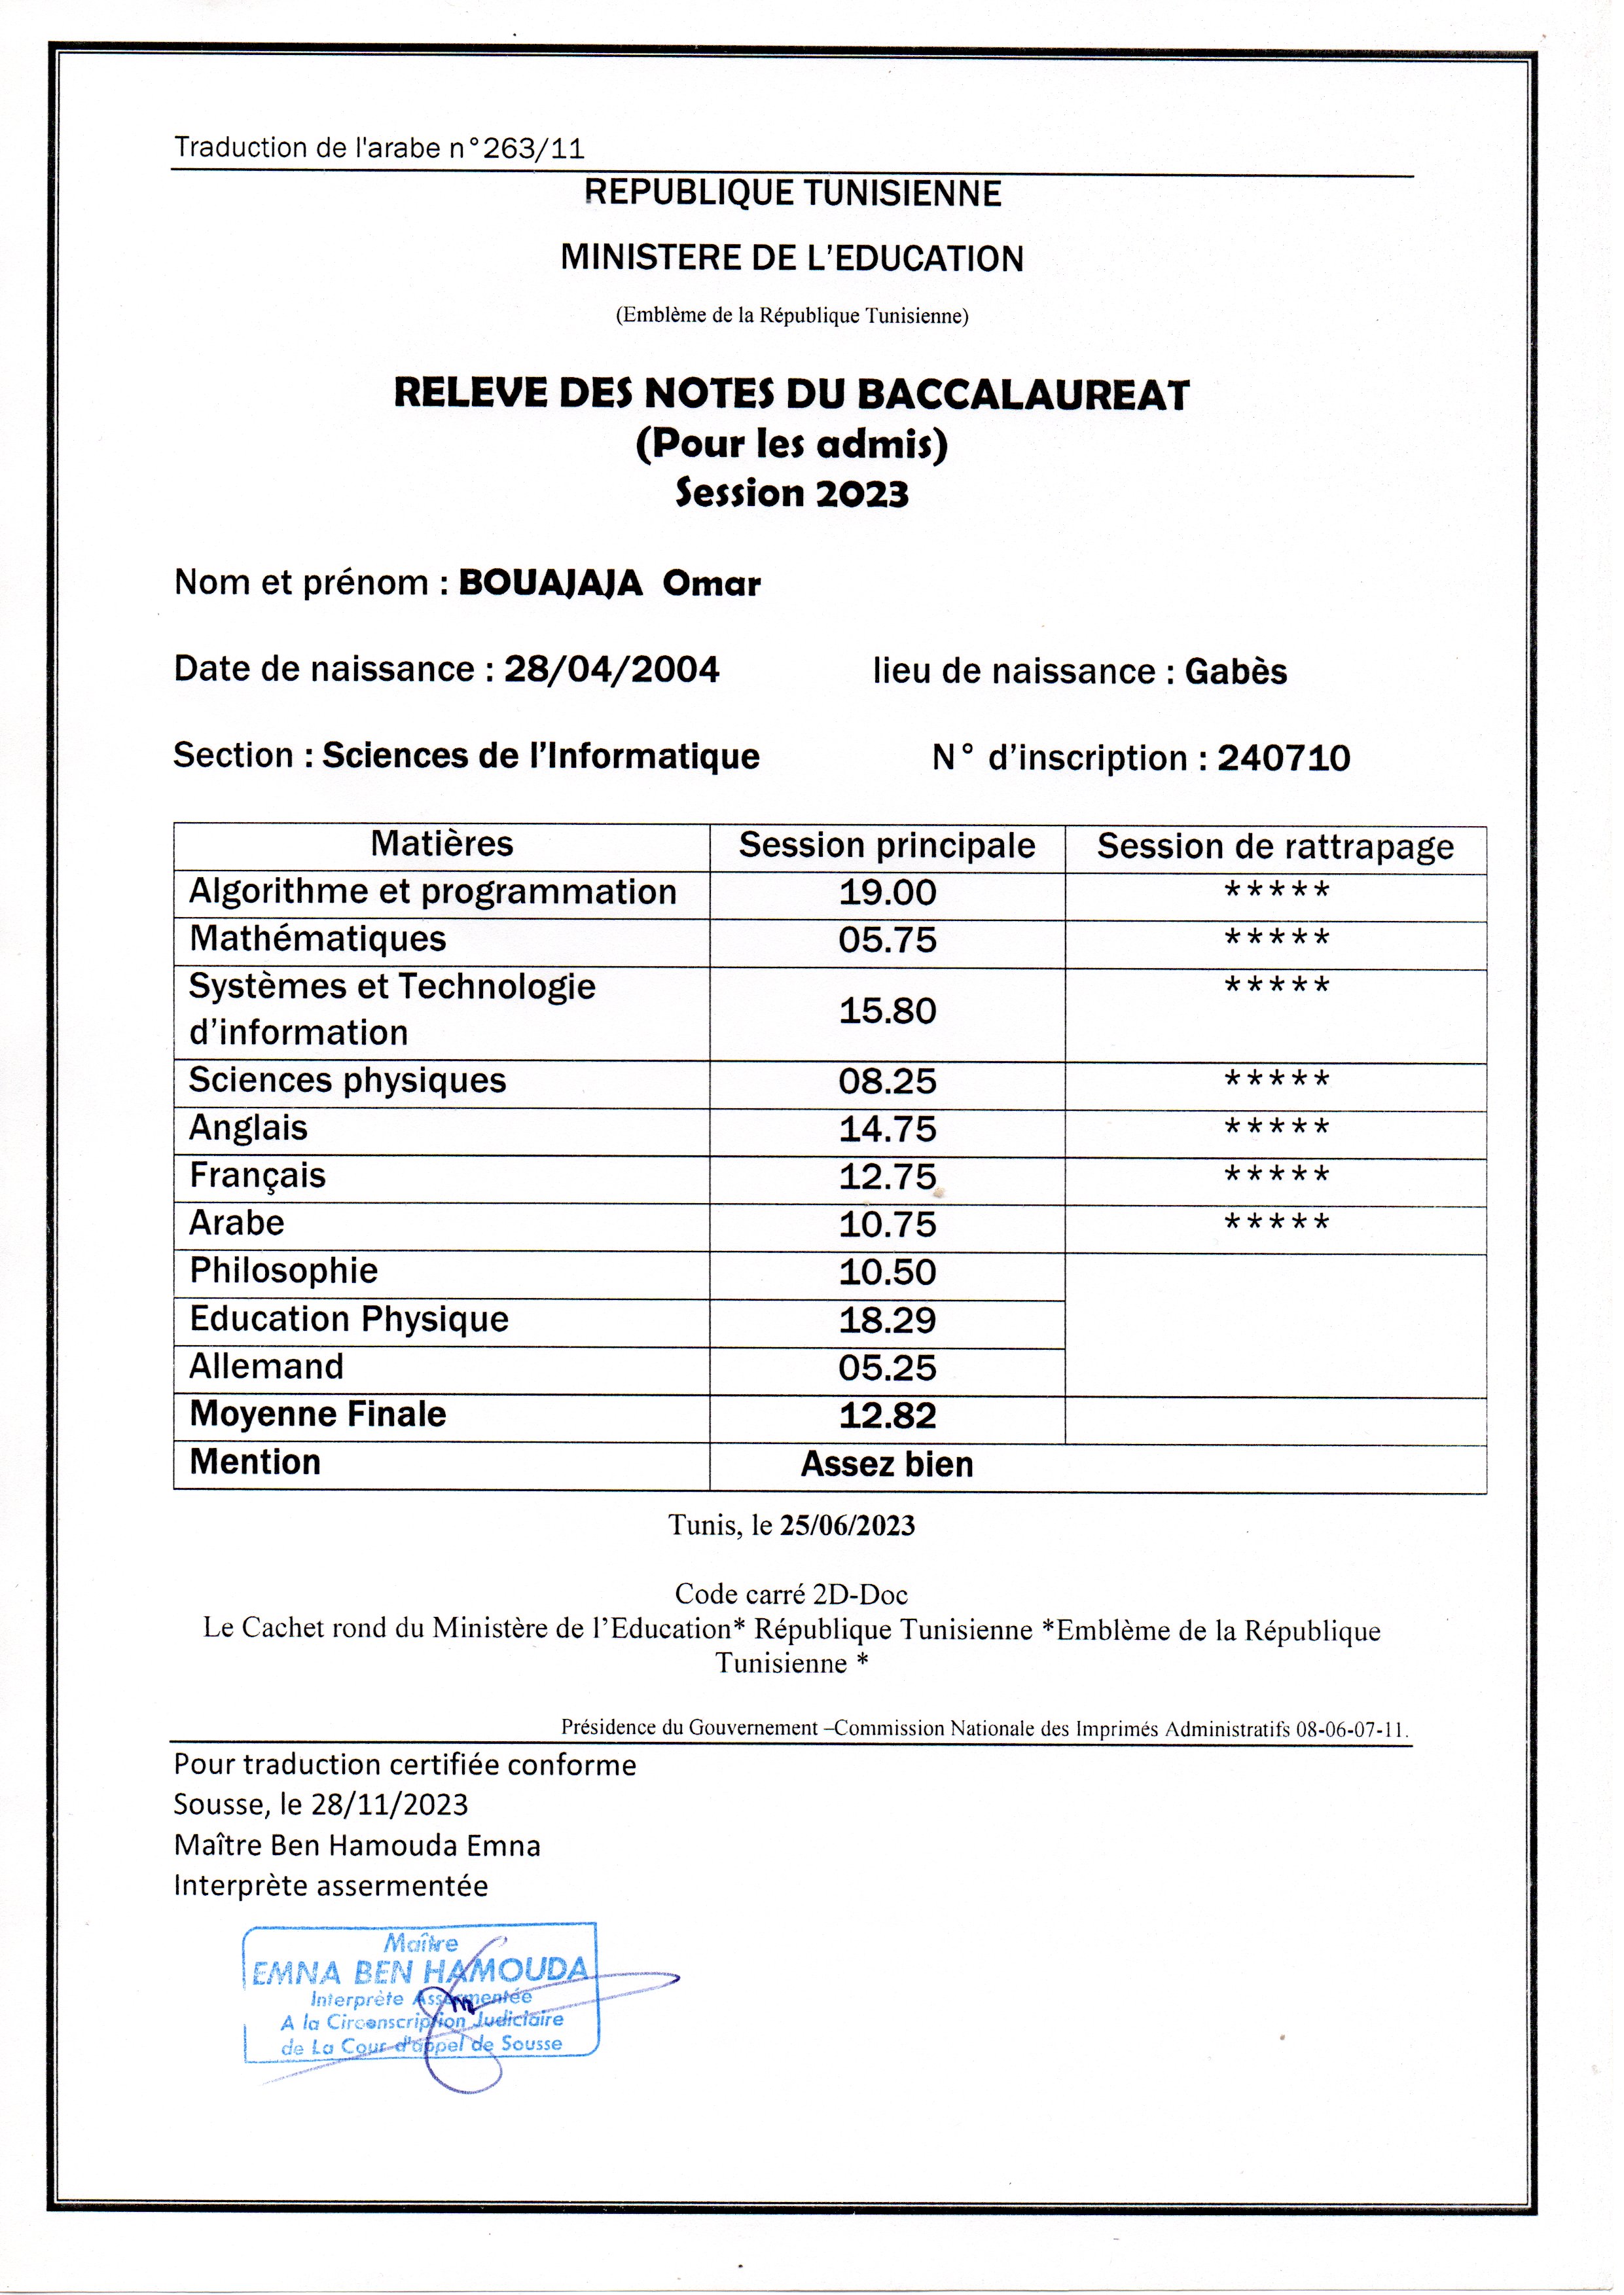 Traduction de l'arabe n°263/11
REPUBLIQUE TUNISIENNE
MINISTERE DE L'EDUCATION
(Emblème de la République Tunisienne)
RELEVE DES NOTES DU BACCALAUREAT
(Pour les admis)
Session 2023
Nom et prénom : BOUAJAJA Omar
Date de naissance : 28/04/2004 lieu de naissance : Gabès
Section : Sciences de l'Informatique N° d'inscription : 240710
Matières Session principale Session de rattrapage
Algorithme et programmation 19.00 *****
Mathématiques 05.75 *****
Systèmes et Technologie d'information 15.80 *****
Sciences physiques 08.25 *****
Anglais 14.75 *****
Français 12.75 *****
Arabe 10.75 *****
Philosophie 10.50
Education Physique 18.29
Allemand 05.25
Moyenne Finale 12.82
Mention Assez bien
Tunis, le 25/06/2023
Code carré 2D-Doc
Le Cachet rond du Ministère de l'Education* République Tunisienne *Emblème de la République
Tunisienne *
Présidence du Gouvernement –Commission Nationale des Imprimés Administratifs 08-06-07-11.
Pour traduction certifiée conforme
Sousse, le 28/11/2023
Maître Ben Hamouda Emna
Interprète assermentée
Maître
EMNA BEN HAMOUDA
Interprète Assermentée
A la Circonscription Judiciaire
de La Cour d'appel de Sousse